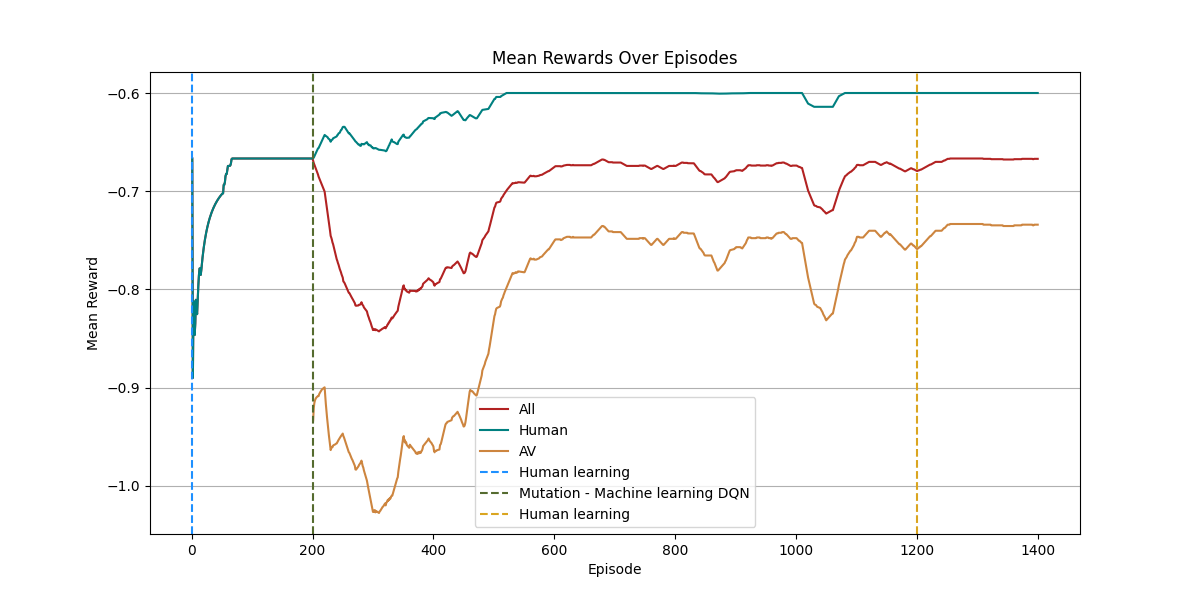 Mean Rewards Over Episodes
Mean Reward
−0.6
−0.7
−0.8
−0.9
−1.0
All
Human
AV
Human learning
Mutation - Machine learning DQN
Human learning
0
200
400
600
800
1000
1200
1400
Episode